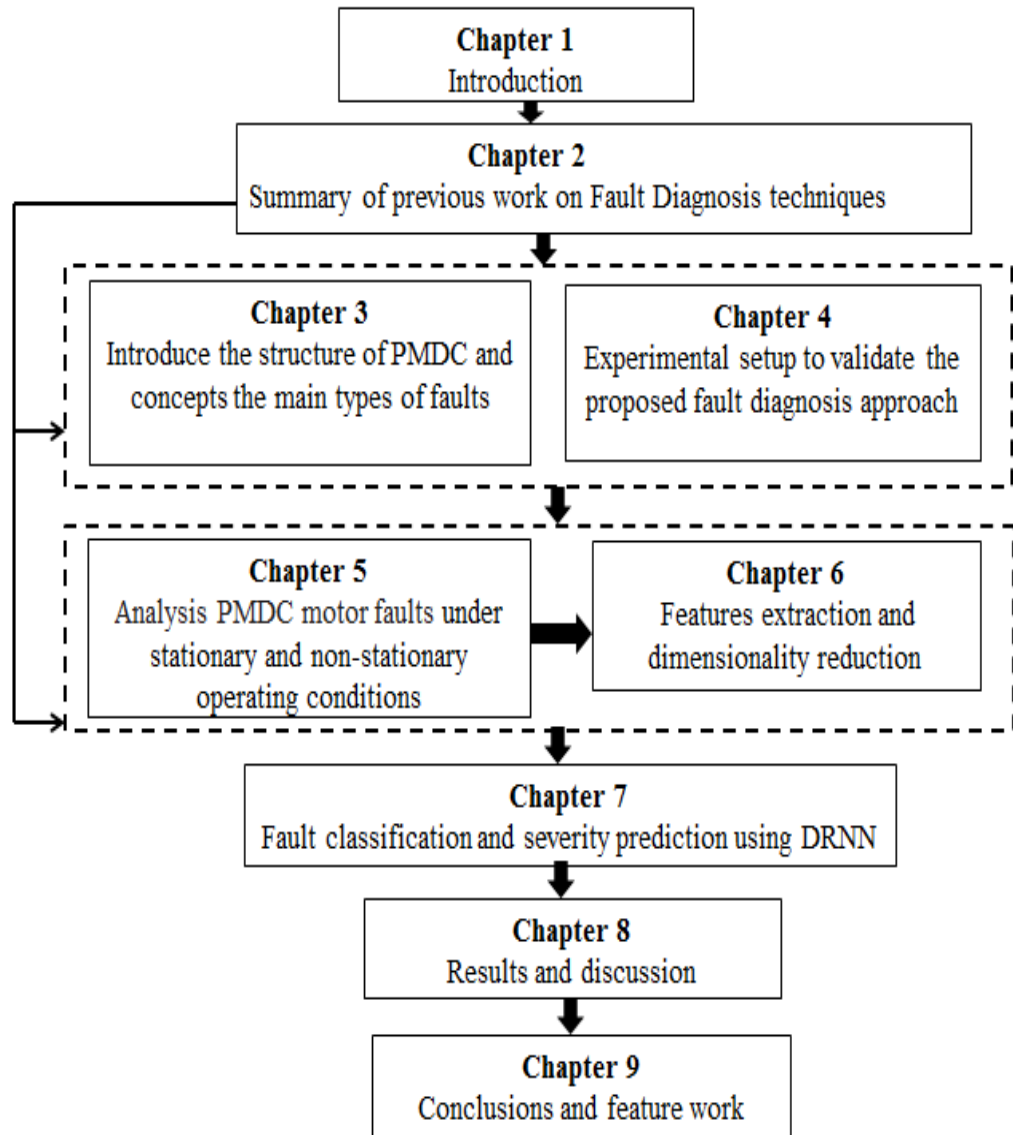 Chapter 1
Introduction
Chapter 2
Summary of previous work on Fault Diagnosis techniques
Chapter 3
Introduce the structure of PMDC and
concepts the main types of faults
Chapter 4
Experimental setup to validate the
proposed fault diagnosis approach
Chapter 5
Analysis PMDC motor faults under
stationary and non-stationary
operating conditions
Chapter 6
Features extraction and
dimensionality reduction
Chapter 7
Fault classification and severity prediction using DRNN
Chapter 8
Results and discussion
Chapter 9
Conclusions and feature work